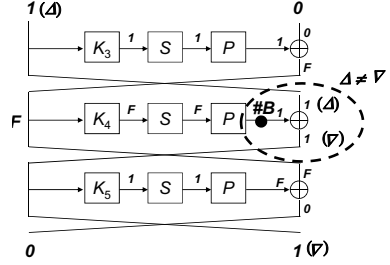 1 (Δ) 0
0
K3 1 S 1 P 1
F
Δ ≠ ∇
#B 1 (Δ)
F K4 F S F P 1
1 (∇)
F
K5 1 S 1 P F
0
0 1 (∇)